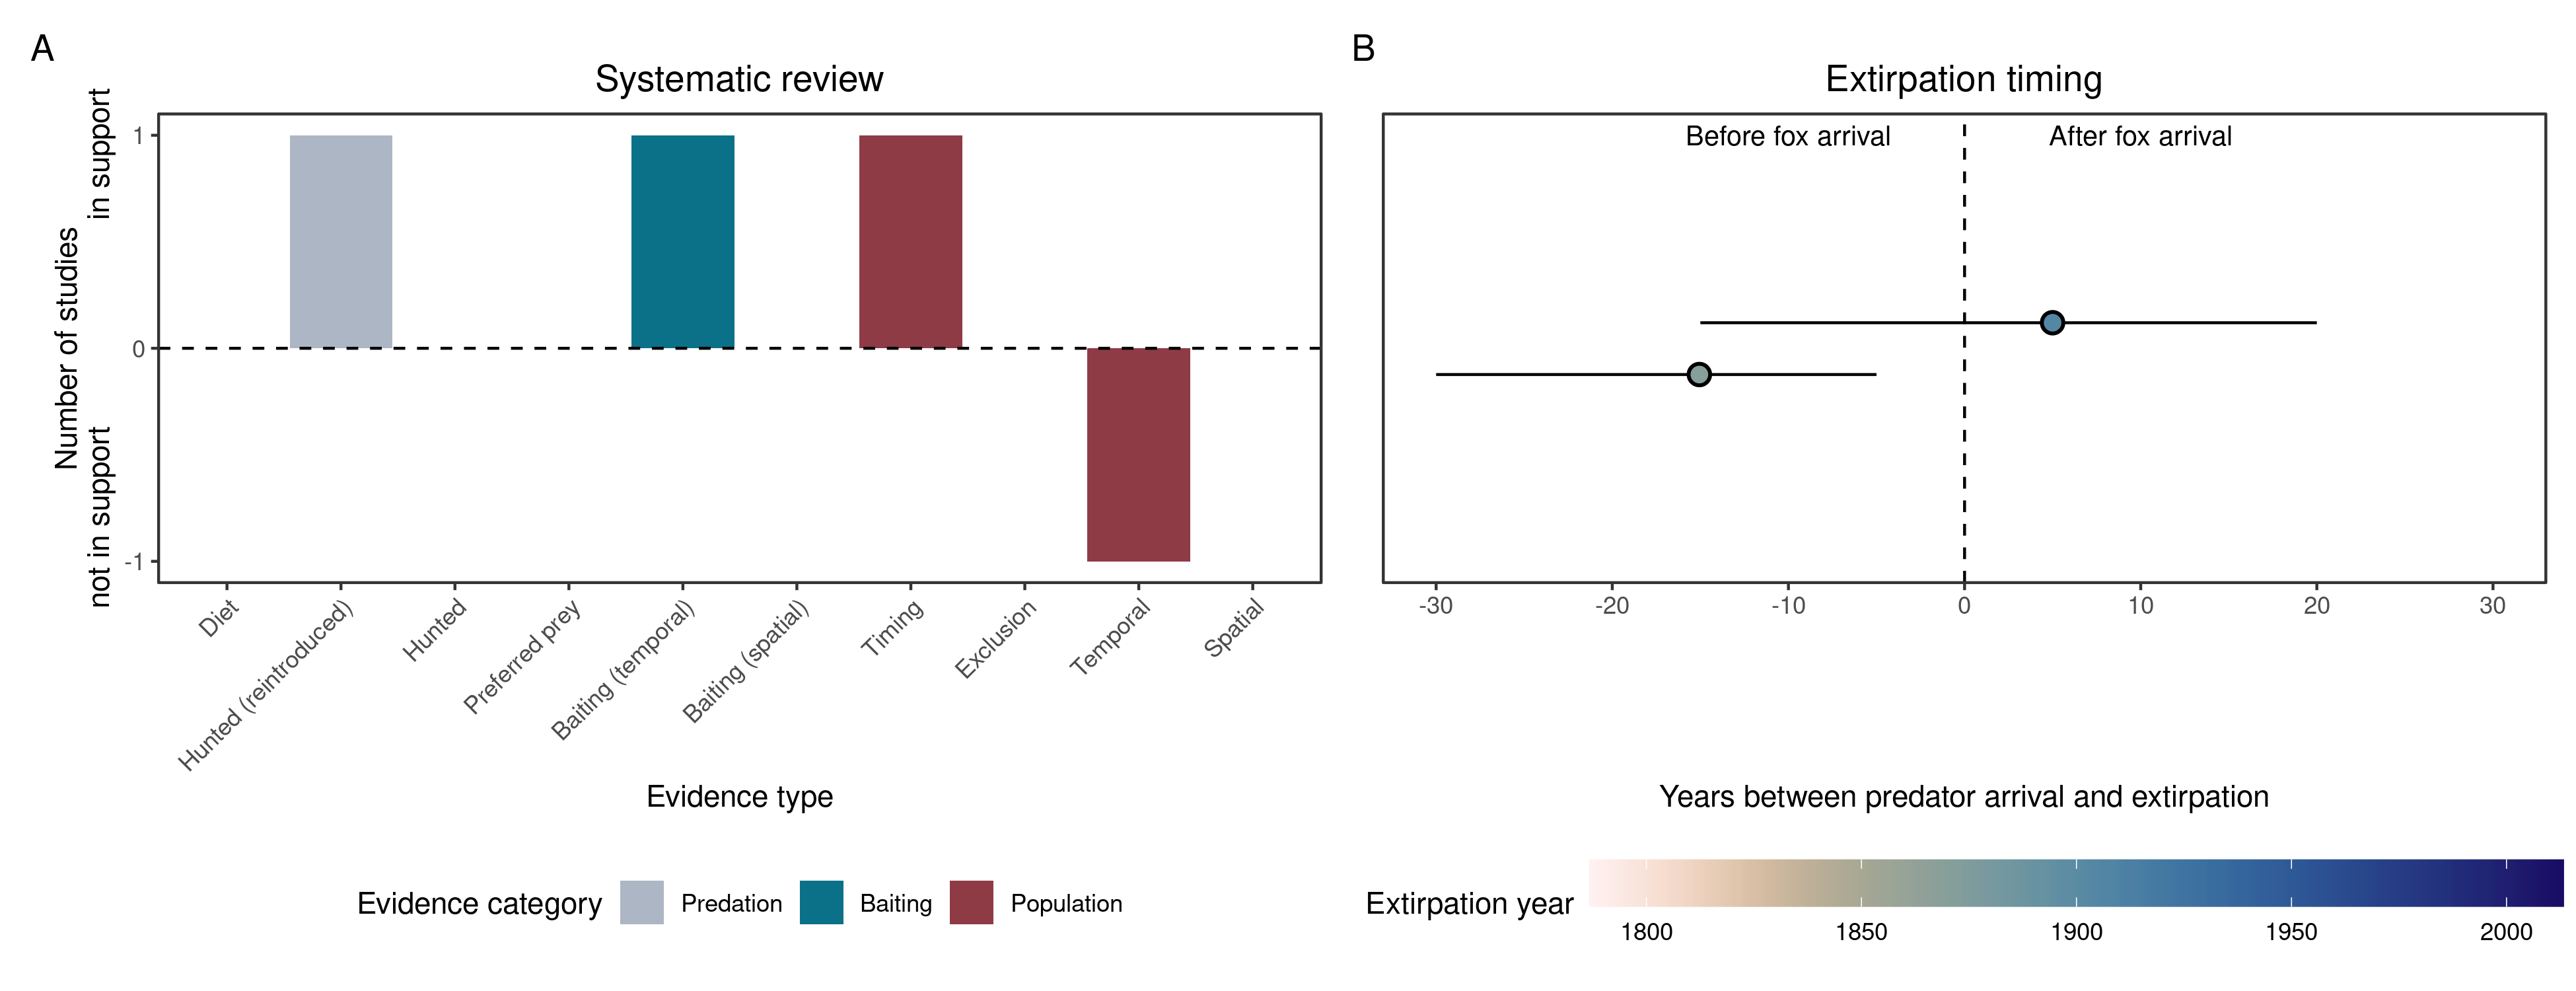 A
Systematic review
Number of studies
not in support
in support
1
0
-1
Diet
Hunted (reintroduced)
Hunted
Preferred prey
Baiting (temporal)
Baiting (spatial)
Timing
Exclusion
Temporal
Spatial
Evidence type
Evidence category
Predation
Baiting
Population
B
Extirpation timing
Before fox arrival
After fox arrival
-30
-20
-10
0
10
20
30
Years between predator arrival and extirpation
Extirpation year
1800
1850
1900
1950
2000